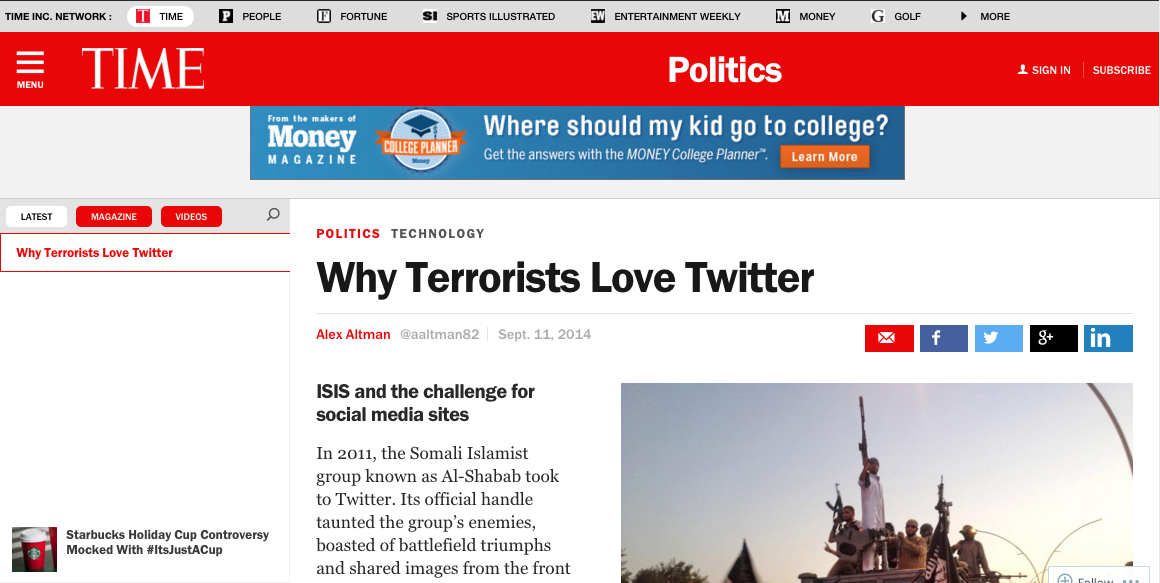 TIME INC. NETWORK : TIME PEOPLE FORTUNE SPORTS ILLUSTRATED ENTERTAINMENT WEEKLY MONEY GOLF MORE
MENU TIME Politics SIGN IN SUBSCRIBE
From the makers of
Money
MAGAZINE
COLLEGE PLANNER
Money
Where should my kid go to college?
Get the answers with the MONEY College Planner™.
Learn More
LATEST MAGAZINE VIDEOS
Why Terrorists Love Twitter
Starbucks Holiday Cup Controversy
Mocked With #ItsJustACup
POLITICS TECHNOLOGY
Why Terrorists Love Twitter
Alex Altman @aaltman82 Sept. 11, 2014
f g+ in
ISIS and the challenge for
social media sites
In 2011, the Somali Islamist
group known as Al-Shabab took
to Twitter. Its official handle
taunted the group’s enemies,
boasted of battlefield triumphs
and shared images from the front
Follow